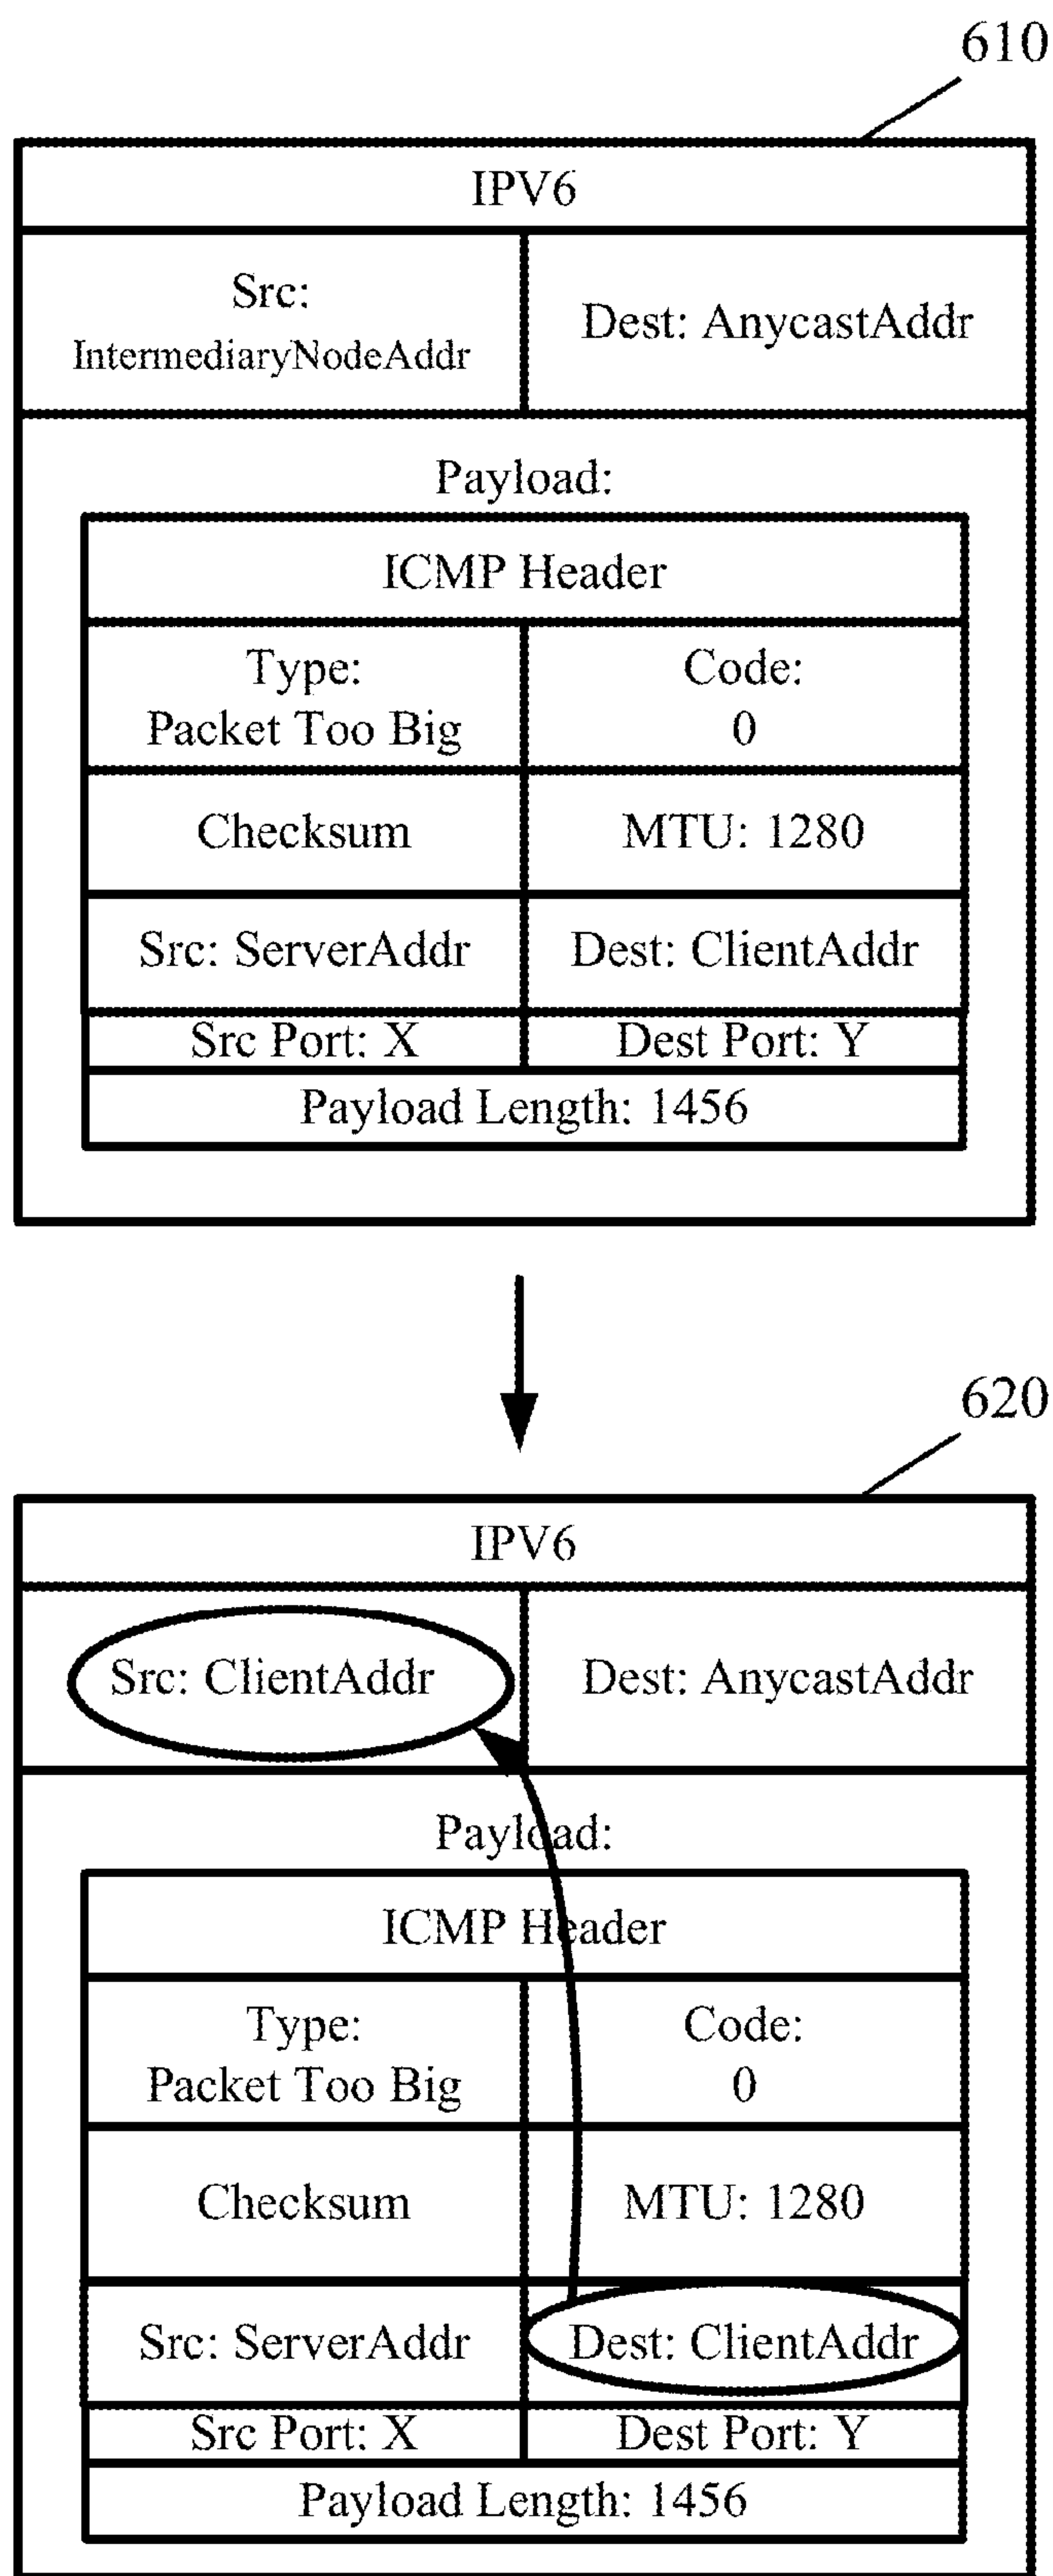 610
IPV6
Src:
IntermediaryNodeAddr
Dest: AnycastAddr
Payload:
ICMP Header
Type:
Packet Too Big
Code:
0
Checksum
MTU: 1280
Src: ServerAddr
Dest: ClientAddr
Src Port: X
Dest Port: Y
Payload Length: 1456
620
IPV6
Src: ClientAddr
Dest: AnycastAddr
Payload:
ICMP Header
Type:
Packet Too Big
Code:
0
Checksum
MTU: 1280
Src: ServerAddr
Dest: ClientAddr
Src Port: X
Dest Port: Y
Payload Length: 1456